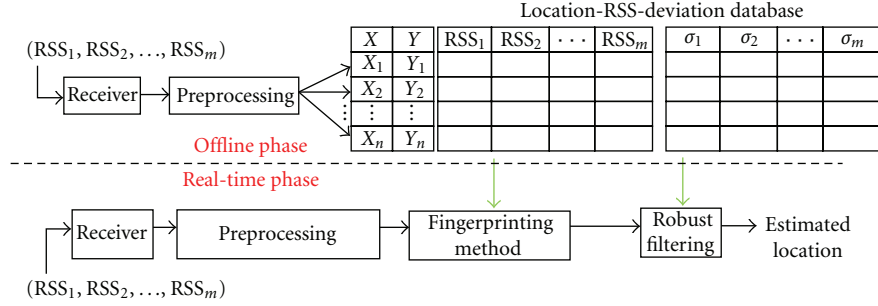 Location-RSS-deviation database
(RSS₁, RSS₂, ..., RSSₘ)
Receiver
Preprocessing
X Y RSS₁ RSS₂ ⋯ RSSₘ σ₁ σ₂ ⋯ σₘ
X₁ Y₁
X₂ Y₂
⋮ ⋮
Xₙ Yₙ
Offline phase
Real-time phase
Receiver
Preprocessing
Fingerprinting
method
Robust
filtering
Estimated
location
(RSS₁, RSS₂, ..., RSSₘ)